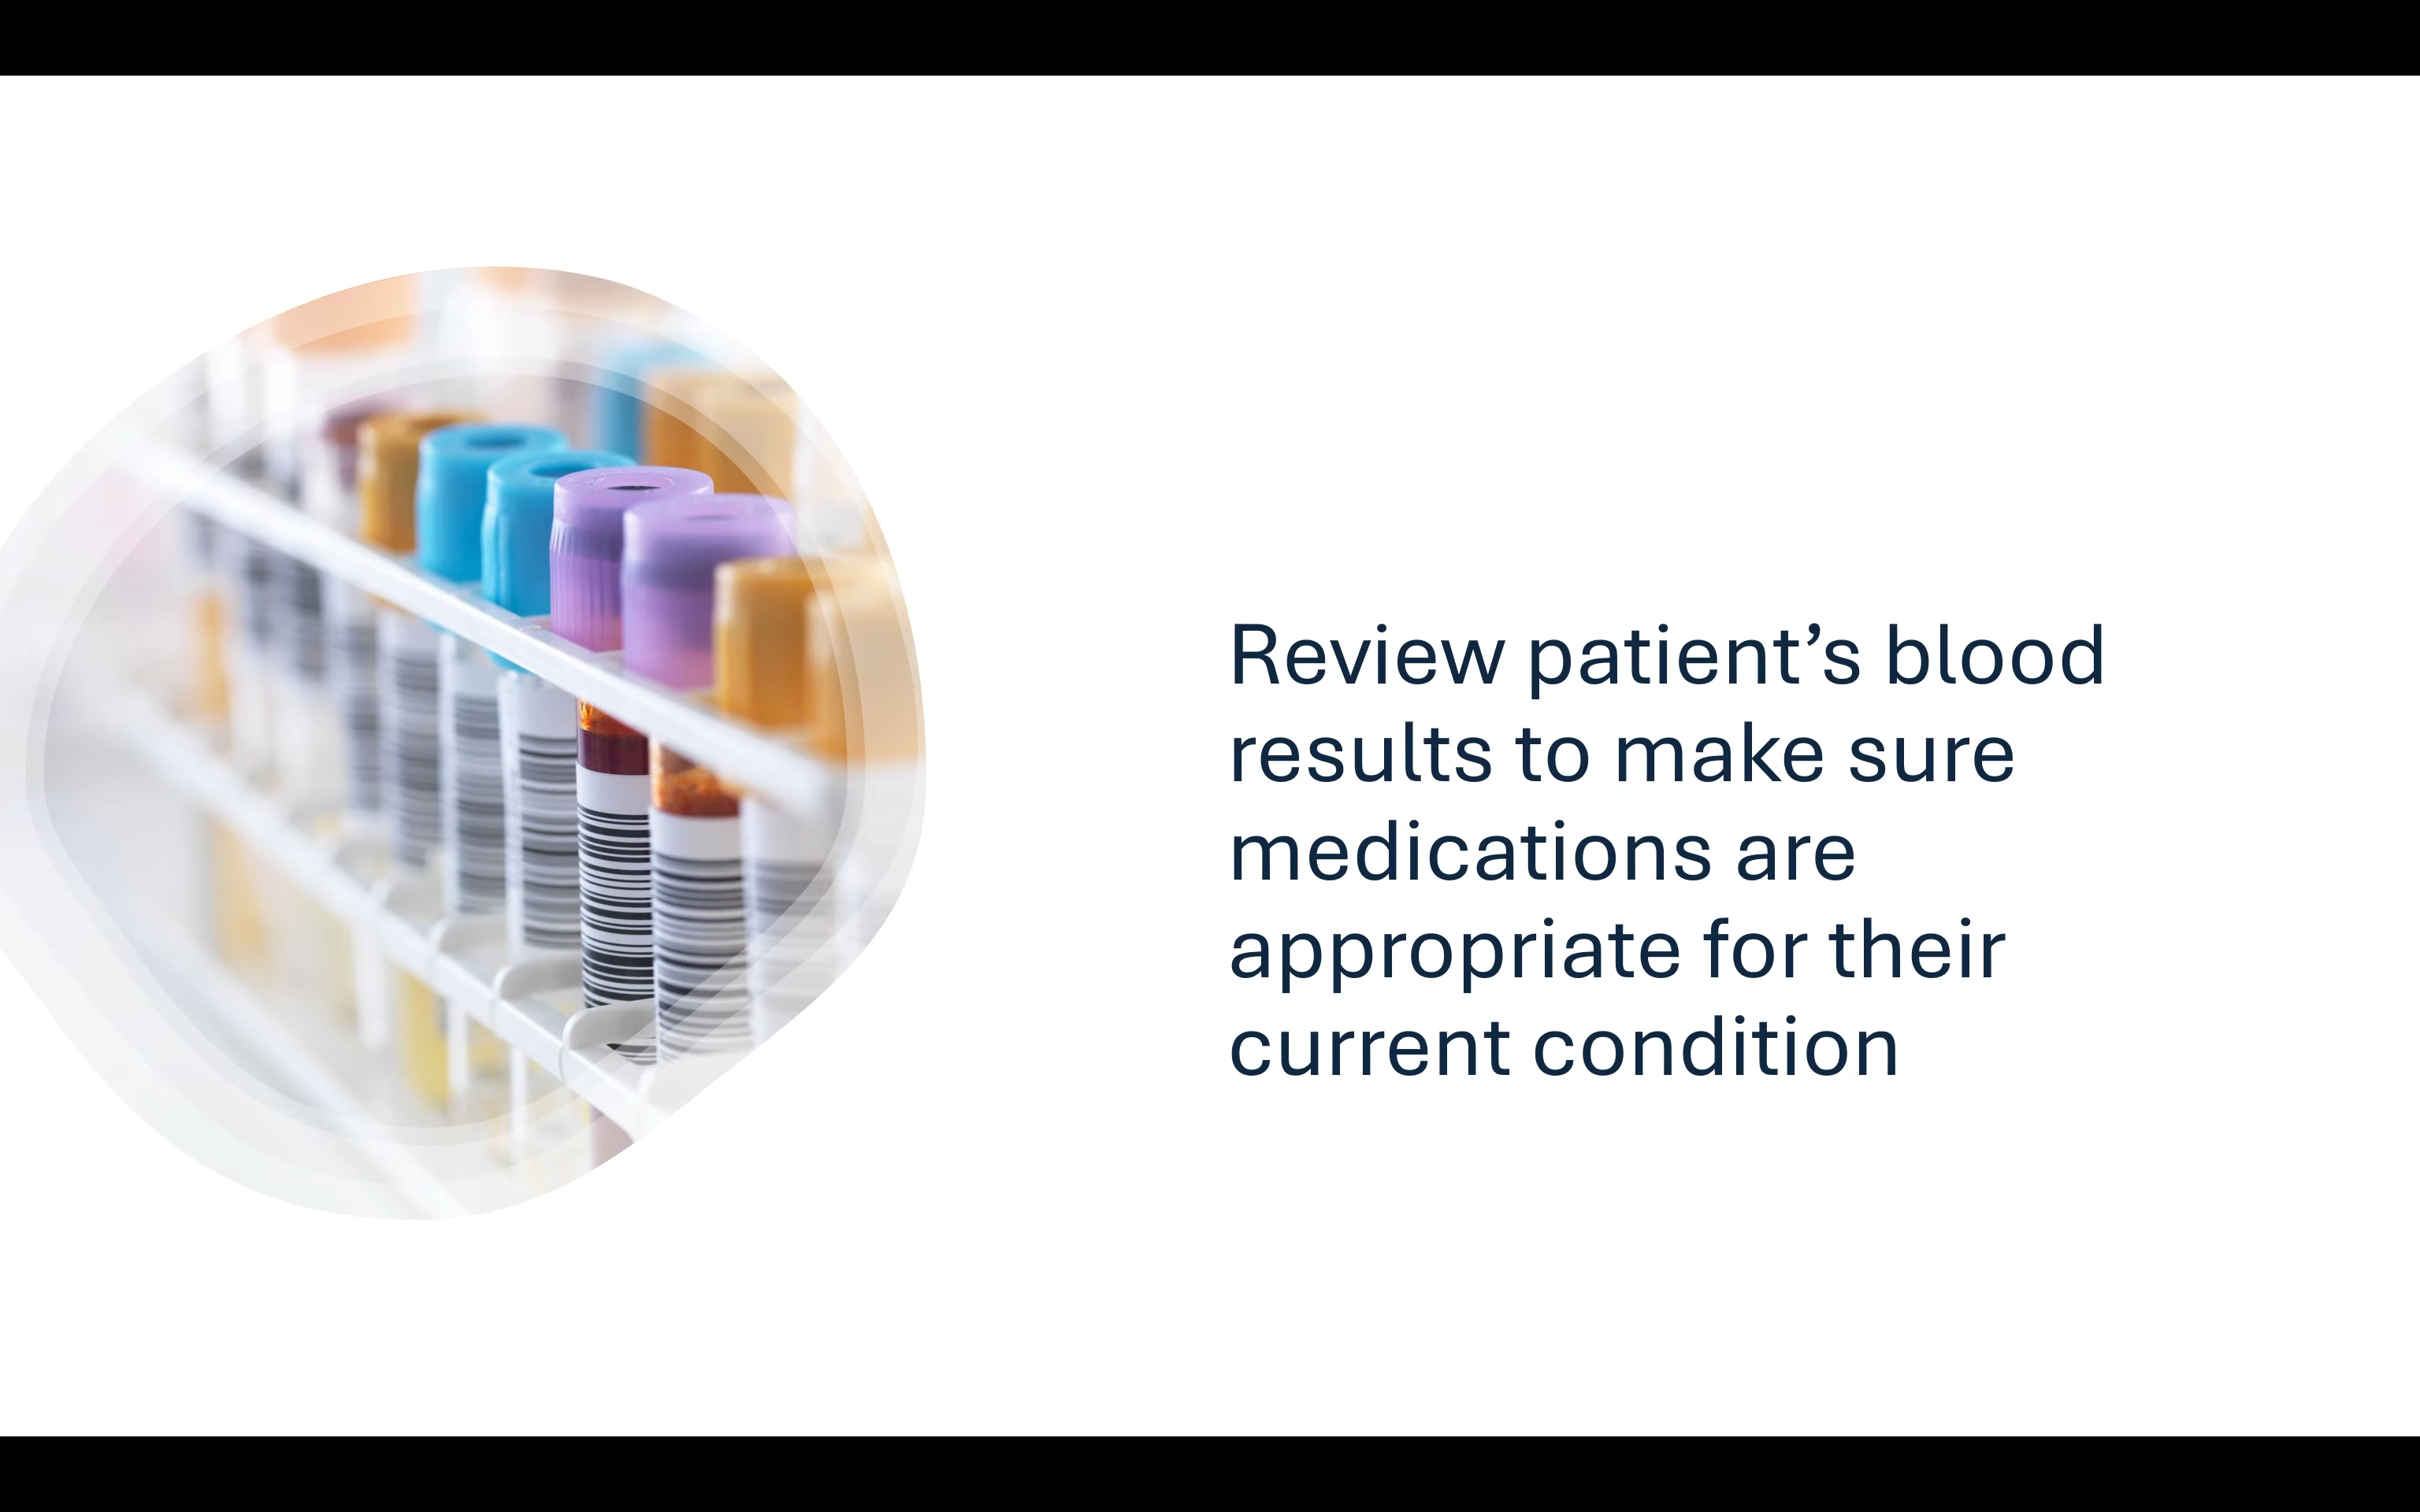 Review patient’s blood
results to make sure
medications are
appropriate for their
current condition